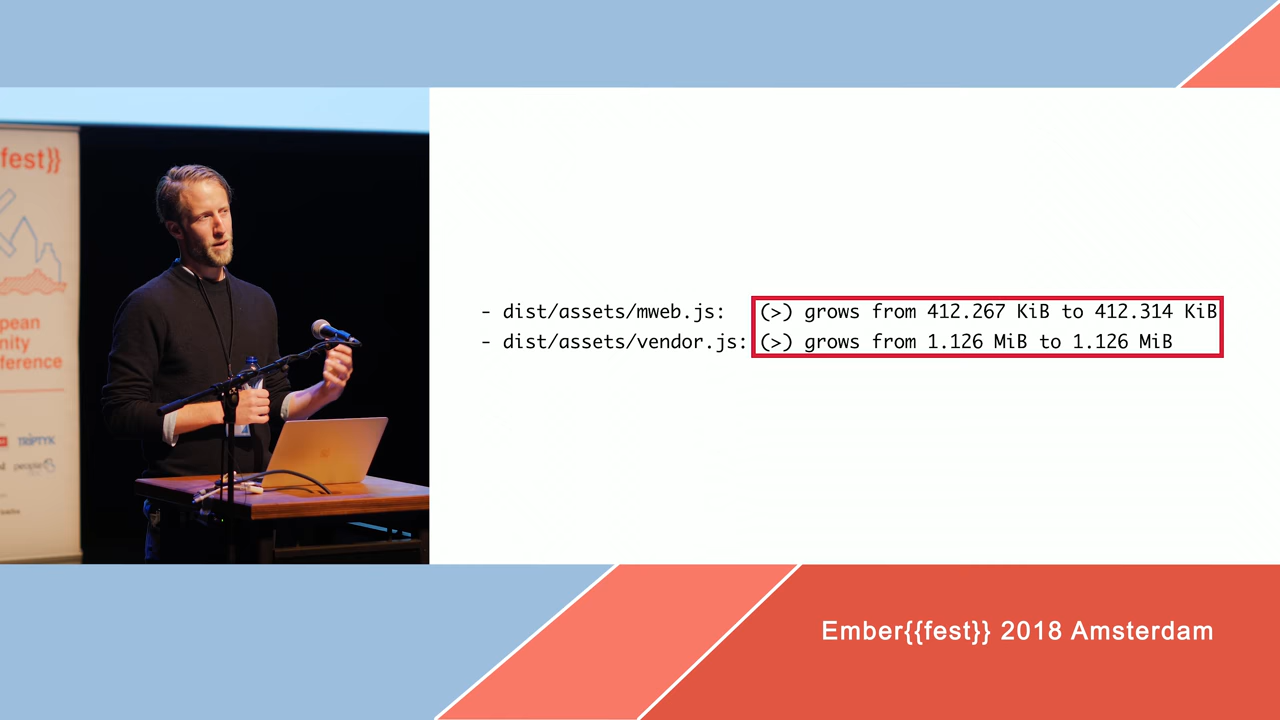 fest}}
pean
nity
ference
TRIPTYK
people
- dist/assets/mweb.js: (>) grows from 412.267 KiB to 412.314 KiB
- dist/assets/vendor.js: (>) grows from 1.126 MiB to 1.126 MiB
Ember{{fest}} 2018 Amsterdam